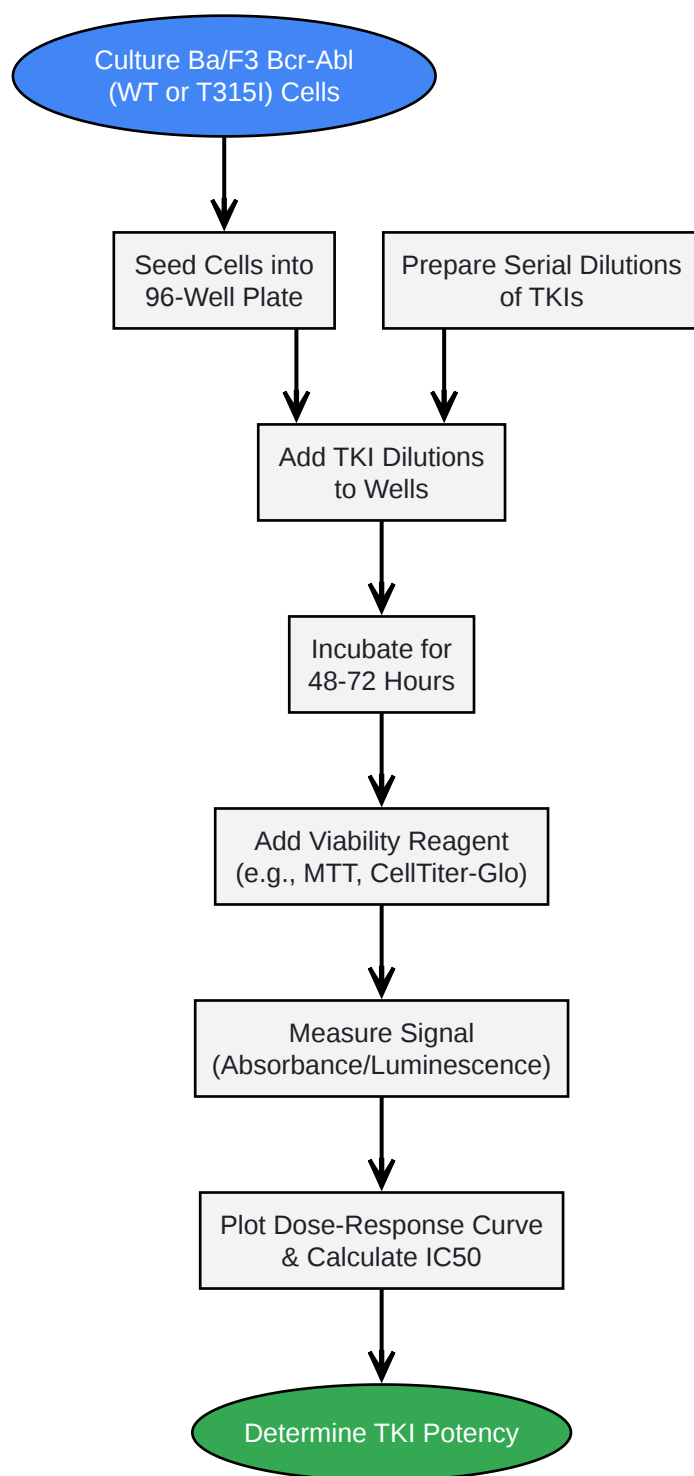 Culture Ba/F3 Bcr-Abl
(WT or T315I) Cells
Seed Cells into
96-Well Plate
Prepare Serial Dilutions
of TKIs
Add TKI Dilutions
to Wells
Incubate for
48-72 Hours
Add Viability Reagent
(e.g., MTT, CellTiter-Glo)
Measure Signal
(Absorbance/Luminescence)
Plot Dose-Response Curve
& Calculate IC50
Determine TKI Potency